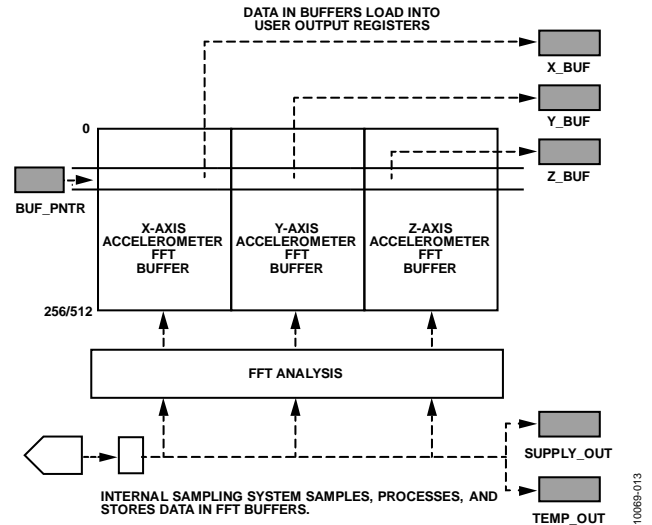 DATA IN BUFFERS LOAD INTO
USER OUTPUT REGISTERS
X_BUF
Y_BUF
0
Z_BUF
BUF_PNTR
X-AXIS
ACCELEROMETER
FFT
BUFFER
Y-AXIS
ACCELEROMETER
FFT
BUFFER
Z-AXIS
ACCELEROMETER
FFT
BUFFER
256/512
FFT ANALYSIS
SUPPLY_OUT
INTERNAL SAMPLING SYSTEM SAMPLES, PROCESSES, AND
STORES DATA IN FFT BUFFERS.
TEMP_OUT
10069-013